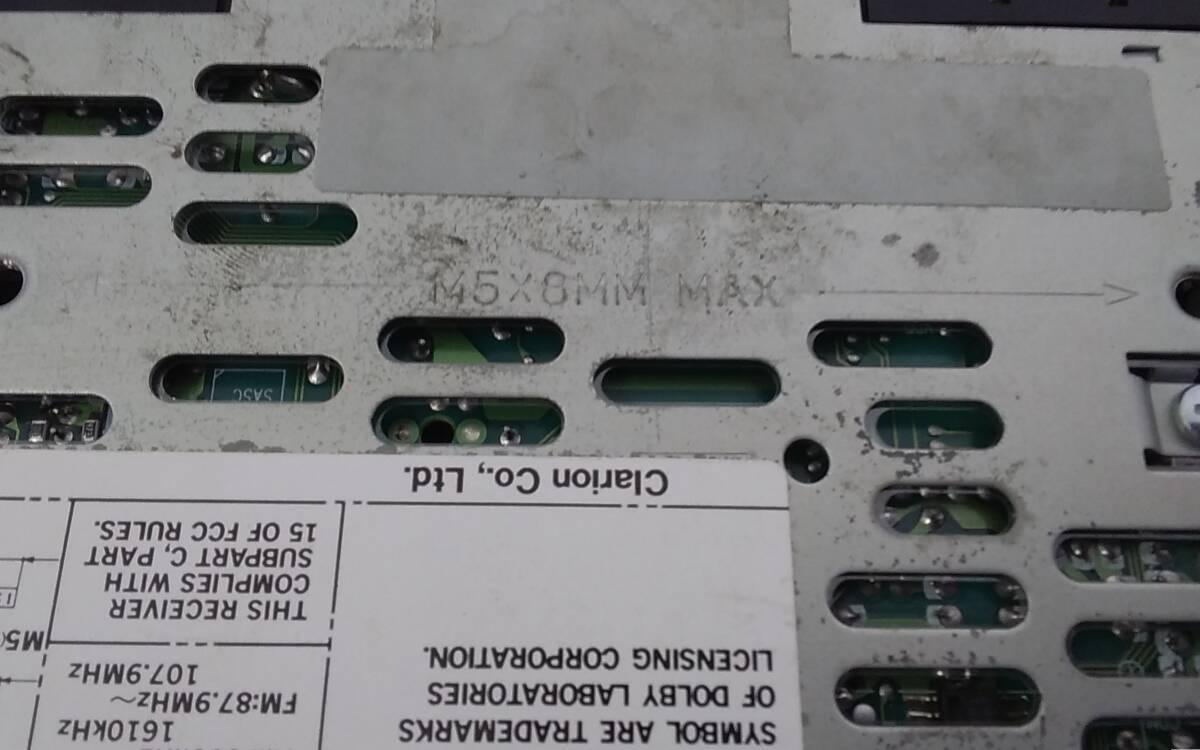 M5X8MM MAX
SASC
Clarion Co., Ltd.
SYMBOL ARE TRADEMARKS
OF DOLBY LABORATORIES
LICENSING CORPORATION.
1610kHz
FM:87.9MHz~
107.9MHz
THIS RECEIVER
COMPLIES WITH
SUBPART C, PART
15 OF FCC RULES.